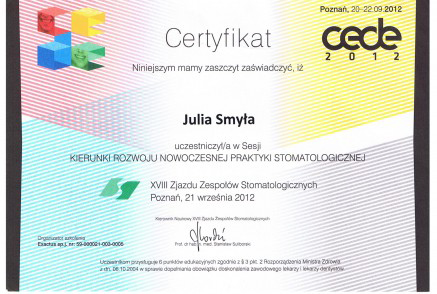 Poznań, 20-22.09.2012
Certyfikat
cede
2012
Niniejszym mamy zaszczyt zaświadczyć, iż
Julia Smyła
uczestniczył/a w Sesji
KIERUNKI ROZWOJU NOWOCZESNEJ PRAKTYKI STOMATOLOGICZNEJ
XVIII Zjazdu Zespołów Stomatologicznych
Poznań, 21 września 2012
Kierownik Naukowy XVIII Zjazdu Zespołów Stomatologicznych
Organizator szkolenia
Exactus sp.j, nr: 59-000021-003-0005
Prof. dr hab. n. med. Stanisław Suliborski
Uczestnikom przysługuje 6 punktów edukacyjnych zgodnie z § 3 pkt. 2 Rozporządzenia Ministra Zdrowia
z dn. 06.10.2004 w sprawie dopełniania obowiązku doskonalenia zawodowego lekarzy i lekarzy dentystów.